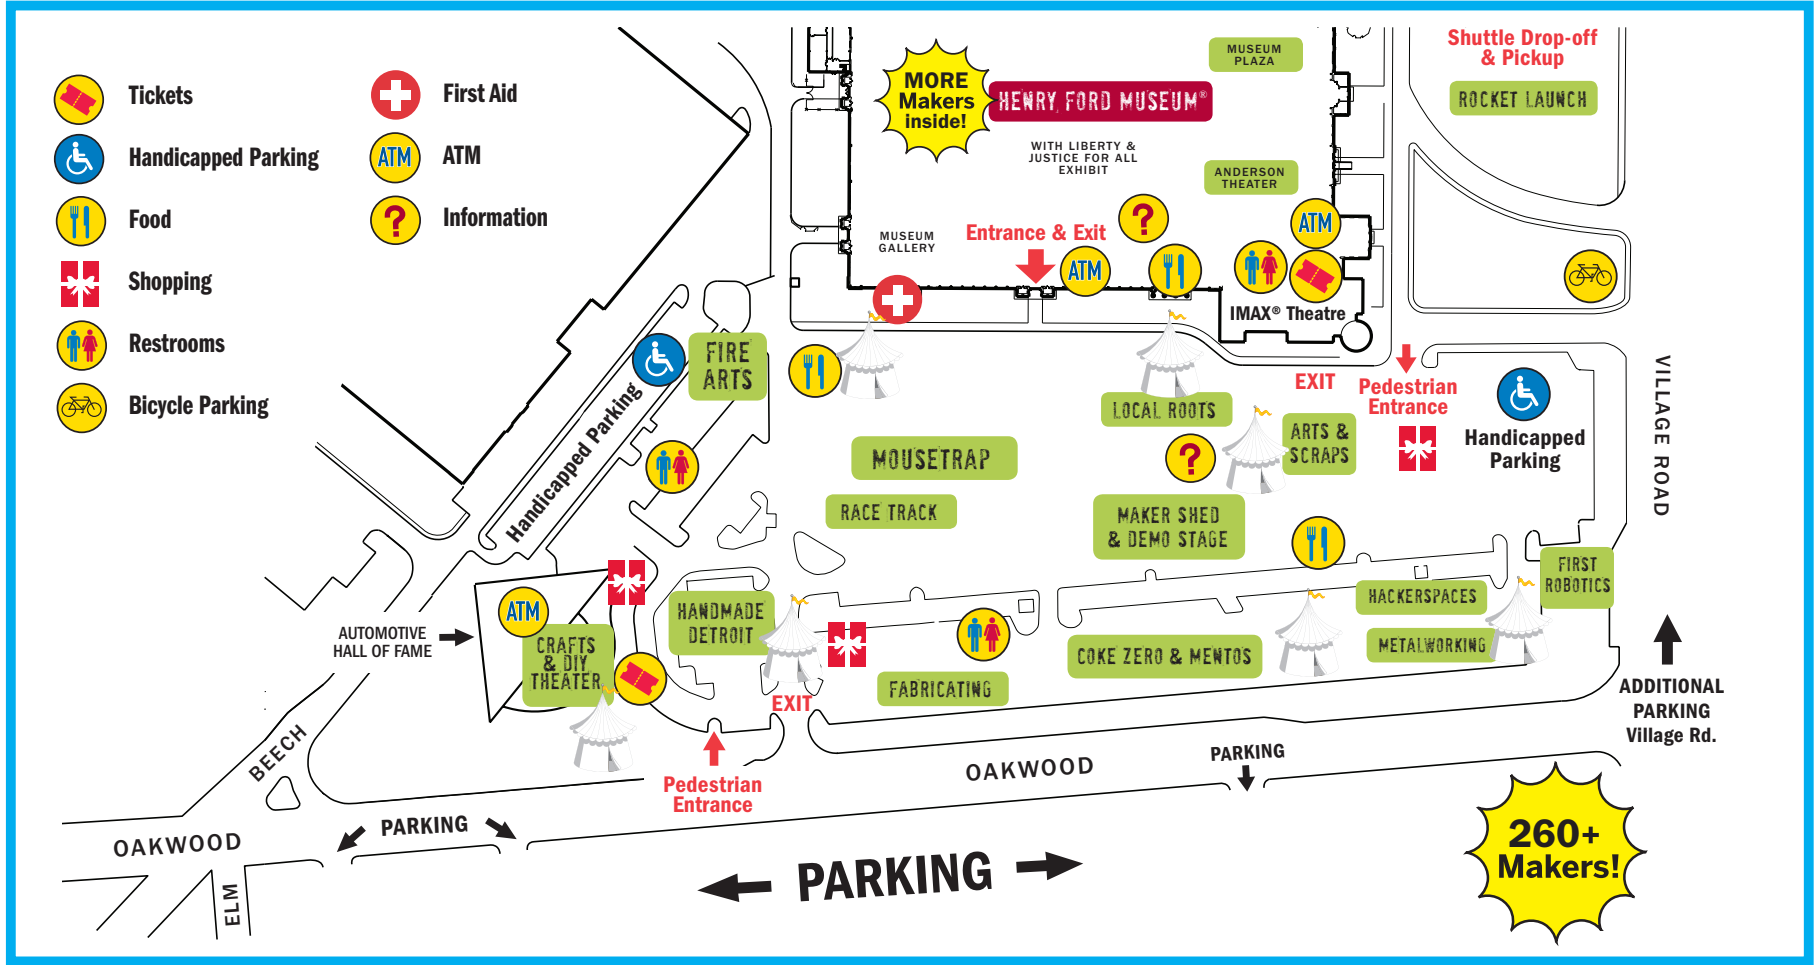 Tickets
Handicapped Parking
Food
Shopping
Restrooms
Bicycle Parking
First Aid
ATM
ATM
Information
?
MORE
Makers
inside!
HENRY FORD MUSEUM®
WITH LIBERTY &
JUSTICE FOR ALL
EXHIBIT
MUSEUM
PLAZA
ANDERSON
THEATER
Shuttle Drop-off
& Pickup
ROCKET LAUNCH
MUSEUM
GALLERY
Entrance & Exit
?
ATM
ATM
IMAX® Theatre
EXIT
Pedestrian
Entrance
Handicapped
Parking
VILLAGE ROAD
FIRE
ARTS
Handicapped Parking
LOCAL ROOTS
ARTS &
SCRAPS
?
MOUSETRAP
RACE TRACK
MAKER SHED
& DEMO STAGE
FIRST
ROBOTICS
HACKERSPACES
METALWORKING
COKE ZERO & MENTOS
HANDMADE
DETROIT
FABRICATING
ATM
CRAFTS
& DIY
THEATER
AUTOMOTIVE
HALL OF FAME
EXIT
Pedestrian
Entrance
ADDITIONAL
PARKING
Village Rd.
BEECH
OAKWOOD
PARKING
OAKWOOD
PARKING
ELM
PARKING
260+
Makers!